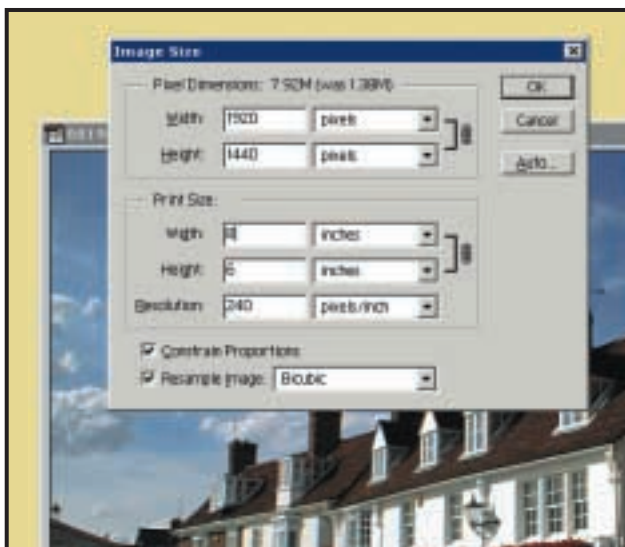 Image Size
Pixel Dimensions: 7.92M (was 1.38M)
OK
Width: 1920 pixels
Cancel
Height: 1440 pixels
Auto...
Print Size:
Width: 8 inches
Height: 6 inches
Resolution: 240 pixels/inch
Constrain Proportions
Resample Image: Bicubic